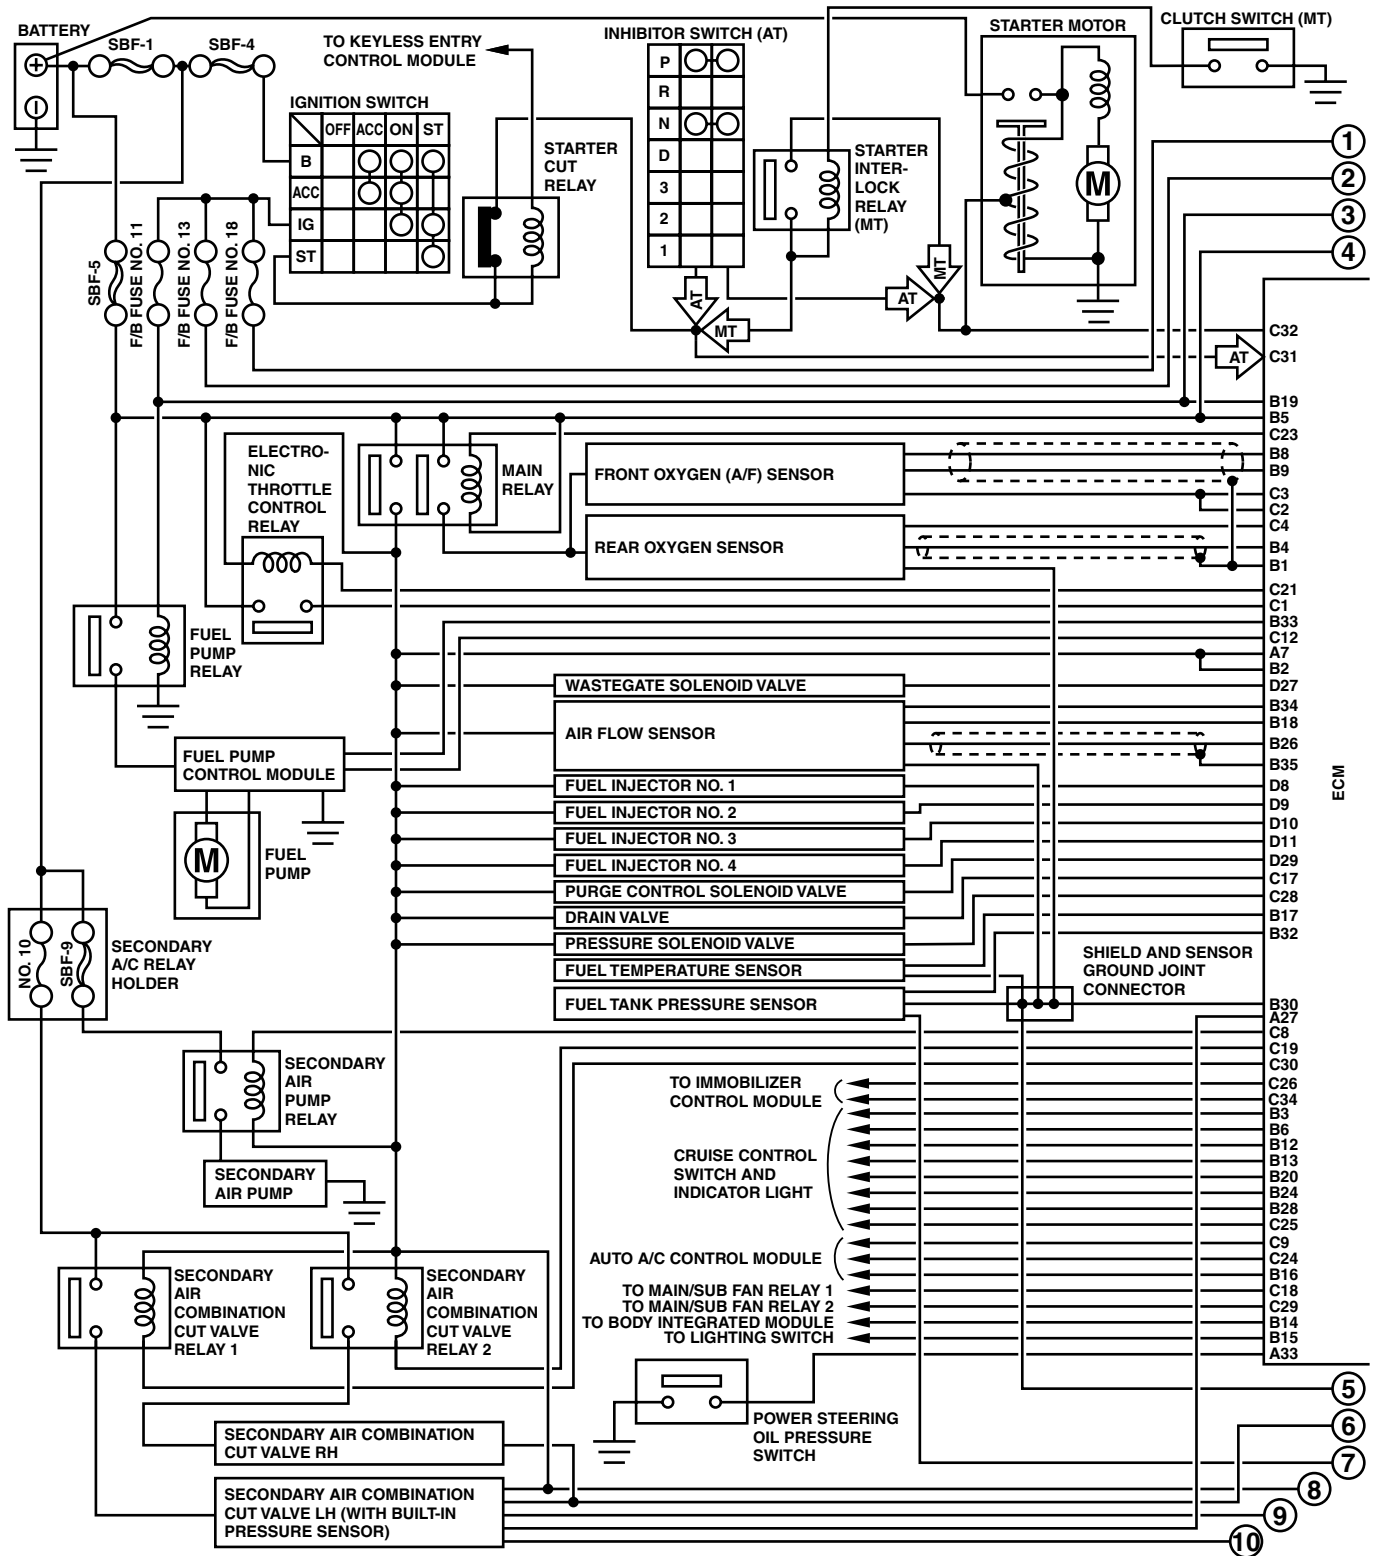 BATTERY
SBF-1
SBF-4
TO KEYLESS ENTRY
CONTROL MODULE
INHIBITOR SWITCH (AT)
P
R
N
D
3
2
1
STARTER MOTOR
M
CLUTCH SWITCH (MT)
IGNITION SWITCH
OFF ACC ON ST
B
ACC
IG
ST
STARTER
CUT
RELAY
STARTER
INTER-
LOCK
RELAY
(MT)
1
2
3
4
SBF-5
F/B FUSE NO. 11
F/B FUSE NO. 13
F/B FUSE NO. 18
AT
MT
AT
MT
AT
C32
C31
B19
B5
C23
B8
B9
C3
C2
C4
B4
B1
C21
C1
B33
C12
A7
B2
D27
B34
B18
B26
B35
D8
D9
D10
D11
D29
C17
C28
B17
B32
B30
A27
C8
C19
C30
C26
C34
B3
B6
B12
B13
B20
B24
B28
C25
C9
C24
B16
C18
C29
B14
B15
A33
ECM
ELECTRO-
NIC
THROTTLE
CONTROL
RELAY
MAIN
RELAY
FRONT OXYGEN (A/F) SENSOR
REAR OXYGEN SENSOR
FUEL
PUMP
RELAY
WASTEGATE SOLENOID VALVE
AIR FLOW SENSOR
FUEL PUMP
CONTROL MODULE
M
FUEL
PUMP
FUEL INJECTOR NO. 1
FUEL INJECTOR NO. 2
FUEL INJECTOR NO. 3
FUEL INJECTOR NO. 4
PURGE CONTROL SOLENOID VALVE
DRAIN VALVE
PRESSURE SOLENOID VALVE
FUEL TEMPERATURE SENSOR
FUEL TANK PRESSURE SENSOR
SHIELD AND SENSOR
GROUND JOINT
CONNECTOR
NO. 10
SBF-9
SECONDARY
A/C RELAY
HOLDER
SECONDARY
AIR
PUMP
RELAY
SECONDARY
AIR PUMP
TO IMMOBILIZER
CONTROL MODULE
CRUISE CONTROL
SWITCH AND
INDICATOR LIGHT
AUTO A/C CONTROL MODULE
TO MAIN/SUB FAN RELAY 1
TO MAIN/SUB FAN RELAY 2
TO BODY INTEGRATED MODULE
TO LIGHTING SWITCH
SECONDARY
AIR
COMBINATION
CUT VALVE
RELAY 1
SECONDARY
AIR
COMBINATION
CUT VALVE
RELAY 2
POWER STEERING
OIL PRESSURE
SWITCH
SECONDARY AIR COMBINATION
CUT VALVE RH
SECONDARY AIR COMBINATION
CUT VALVE LH (WITH BUILT-IN
PRESSURE SENSOR)
5
6
7
8
9
10